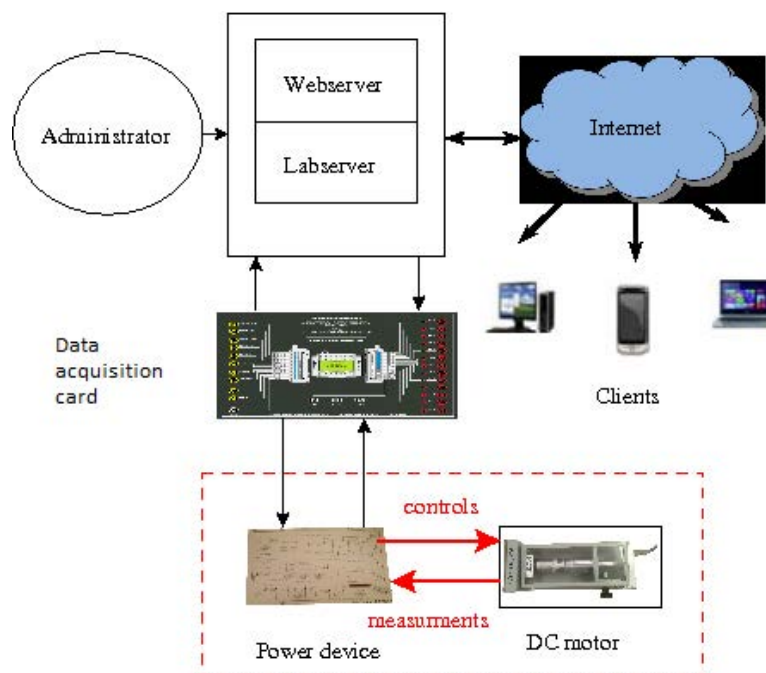 Webserver
Administrator
Labserver
Internet
Data
acquisition
card
Clients
controls
measurments
Power device
DC motor